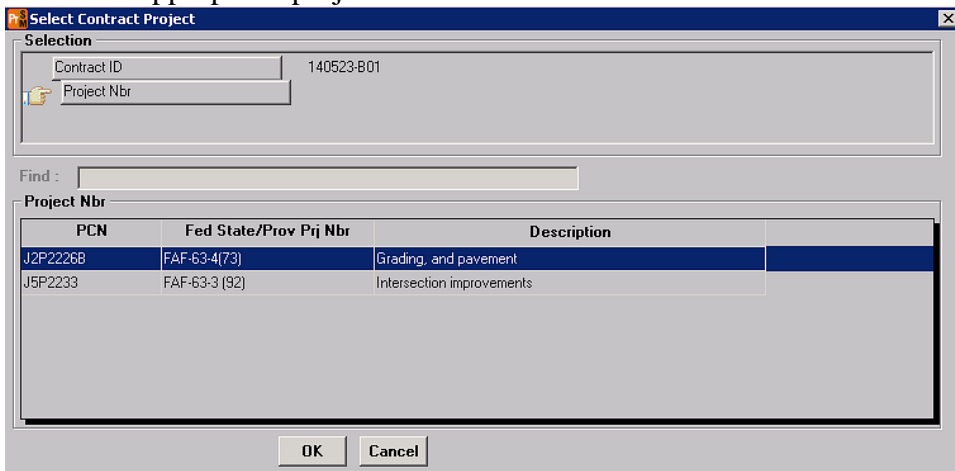 Select Contract Project
Selection
Contract ID 140523-B01
Project Nbr
Find :
Project Nbr
PCN Fed State/Prov Prj Nbr Description
J2P2226B FAF-63-4(73) Grading, and pavement
J5P2233 FAF-63-3 (92) Intersection improvements
OK Cancel